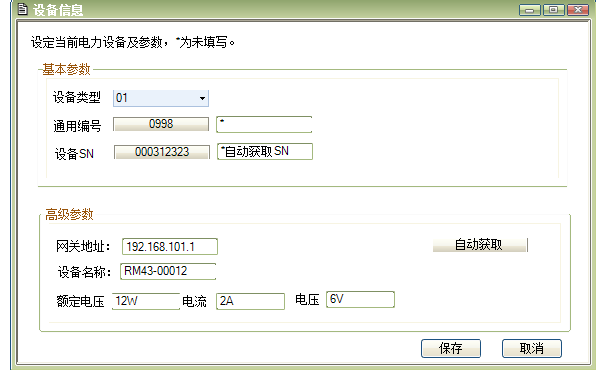 设备信息
设定当前电力设备及参数，*为未填写。
基本参数
设备类型 01
通用编号 0998 *
设备SN 000312323 *自动获取SN
高级参数
网关地址： 192.168.101.1 自动获取
设备名称： RM43-00012
额定电压 12W 电流 2A 电压 6V
保存 取消